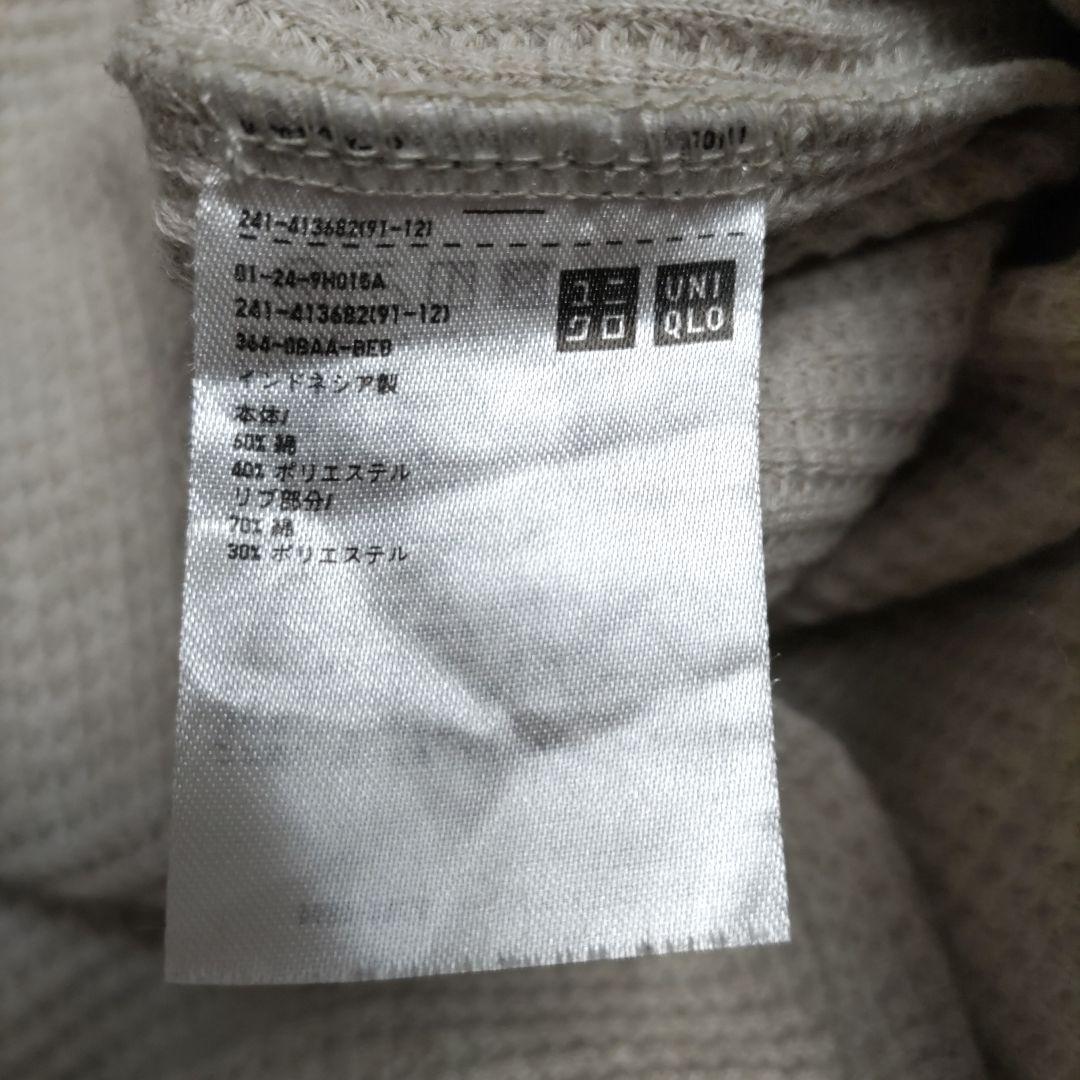 241-413682(91-12)
01-24-9H015A
241-413682(91-12)
364-08AA-BEB
インドネシア製
本体/
60% 綿
40% ポリエステル
リブ部分/
70% 綿
30% ポリエステル
ユニ
クロ
UNI
QLO